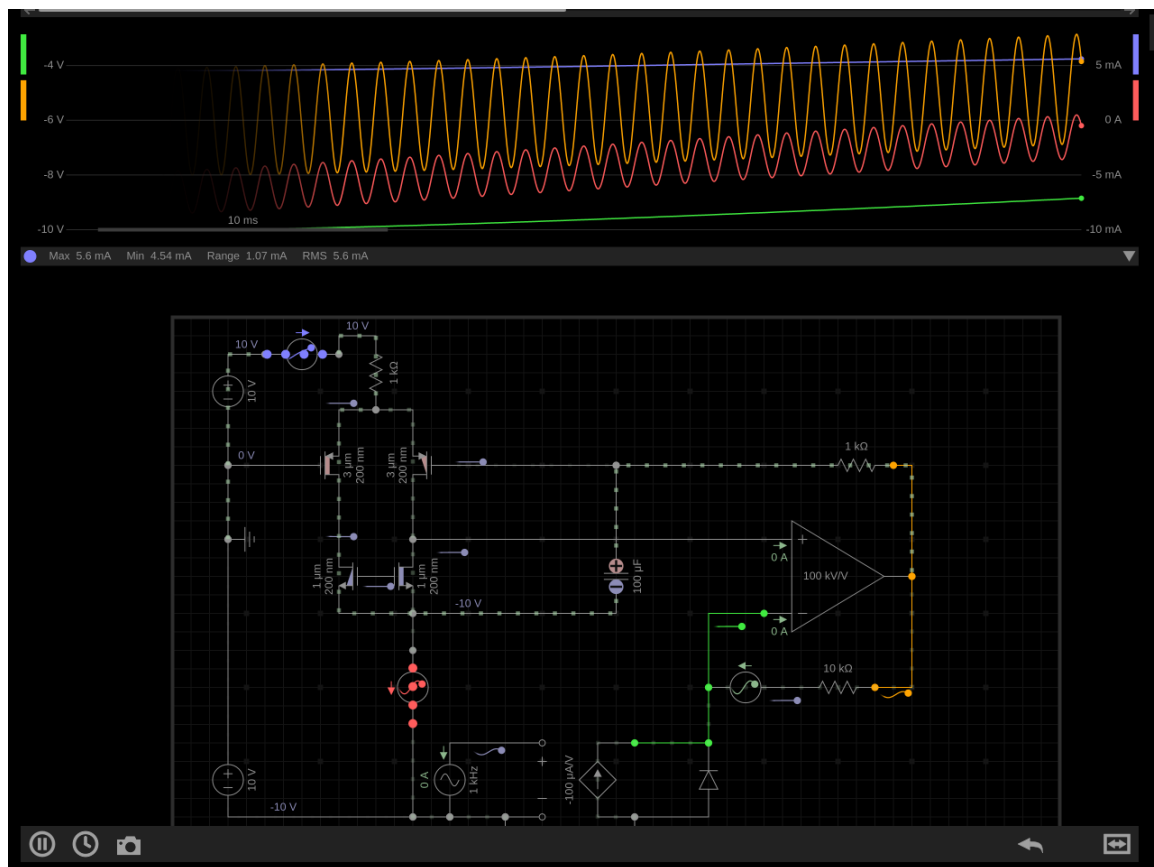 -4 V
5 mA
-6 V
0 A
-8 V
-5 mA
10 ms
-10 V
-10 mA
Max 5.6 mA Min 4.54 mA Range 1.07 mA RMS 5.6 mA
10 V
10 V
1 kΩ
10 V
0 V
3 µm
200 nm
3 µm
200 nm
1 kΩ
+
0 A
100 kV/V
1 µm
200 nm
1 µm
200 nm
100 µF
-10 V
−
0 A
10 kΩ
10 V
0 A
1 kHz
+
−
-100 µA/V
-10 V